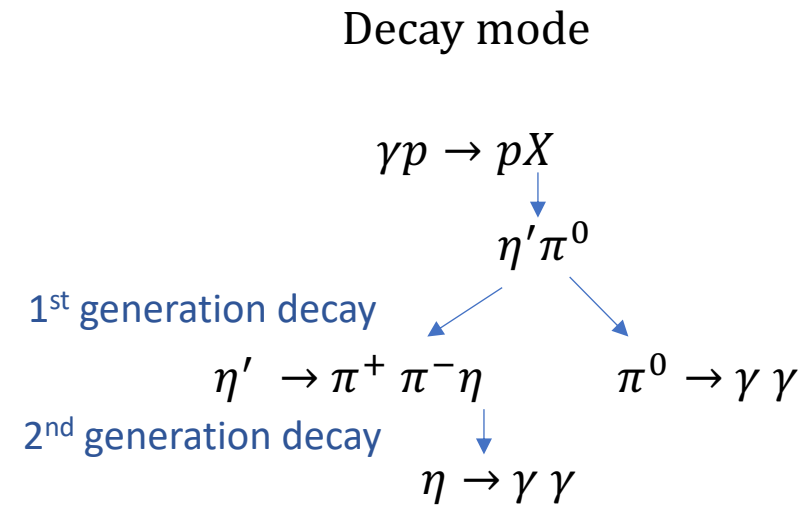 Decay mode
γp → pX
η′π⁰
1st generation decay
η′ → π⁺ π⁻η
π⁰ → γ γ
2nd generation decay
η → γ γ